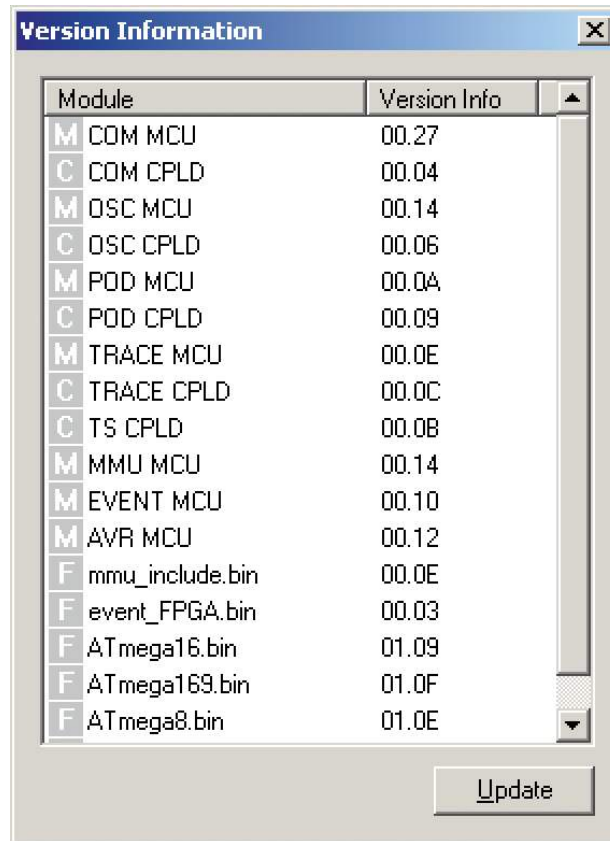 Version Information
Module Version Info
M COM MCU 00.27
C COM CPLD 00.04
M OSC MCU 00.14
C OSC CPLD 00.06
M POD MCU 00.0A
C POD CPLD 00.09
M TRACE MCU 00.0E
C TRACE CPLD 00.0C
C TS CPLD 00.0B
M MMU MCU 00.14
M EVENT MCU 00.10
M AVR MCU 00.12
F mmu_include.bin 00.0E
F event_FPGA.bin 00.03
F ATmega16.bin 01.09
F ATmega169.bin 01.0F
F ATmega8.bin 01.0E
Update